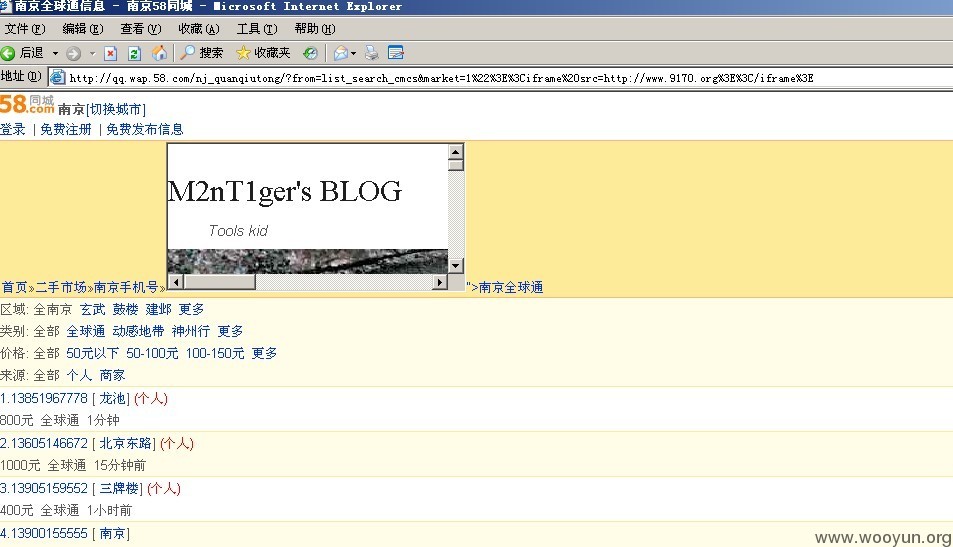 南京全球通信息 - 南京58同城 - Microsoft Internet Explorer
文件(F) 编辑(E) 查看(V) 收藏(A) 工具(T) 帮助(H)
后退 搜索 收藏夹
地址(D) http://qq.wap.58.com/nj_quanqiutong/?from=list_search_cmcs&market=1%22%3E%3Ciframe%20src=http://www.9170.org%3E%3C/iframe%3E
58同城.com 南京[切换城市]
登录 | 免费注册 | 免费发布信息
M2nT1ger's BLOG
Tools kid
首页»二手市场»南京手机号» ">南京全球通
区域: 全南京 玄武 鼓楼 建邺 更多
类别: 全部 全球通 动感地带 神州行 更多
价格: 全部 50元以下 50-100元 100-150元 更多
来源: 全部 个人 商家
1.13851967778 [ 龙池] (个人)
800元 全球通 1分钟
2.13605146672 [ 北京东路] (个人)
1000元 全球通 15分钟前
3.13905159552 [ 三牌楼] (个人)
400元 全球通 1小时前
4.13900155555 [ 南京]
www.wooyun.org